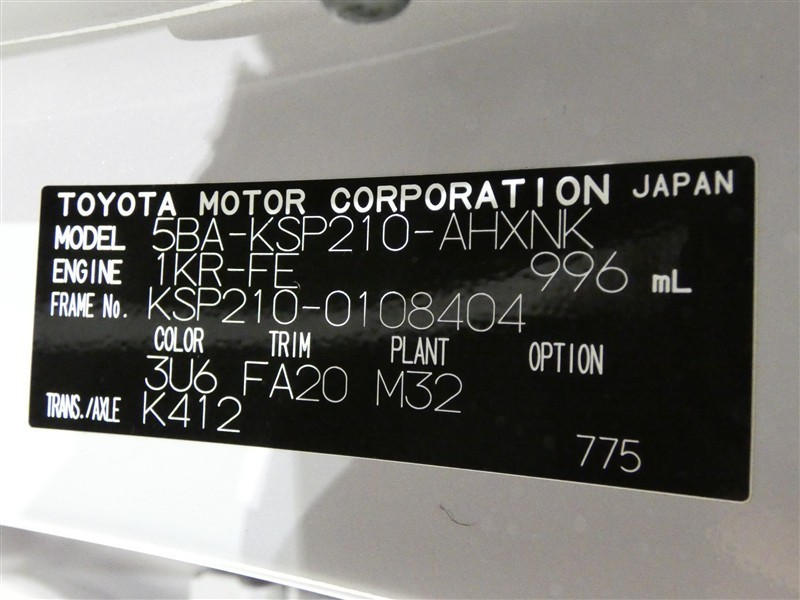 TOYOTA MOTOR CORPORATION JAPAN
MODEL 5BA-KSP210-AHXNK
ENGINE 1KR-FE 996 mL
FRAME No. KSP210-0108404
COLOR TRIM PLANT OPTION
3U6 FA20 M32
TRANS./AXLE K412
775